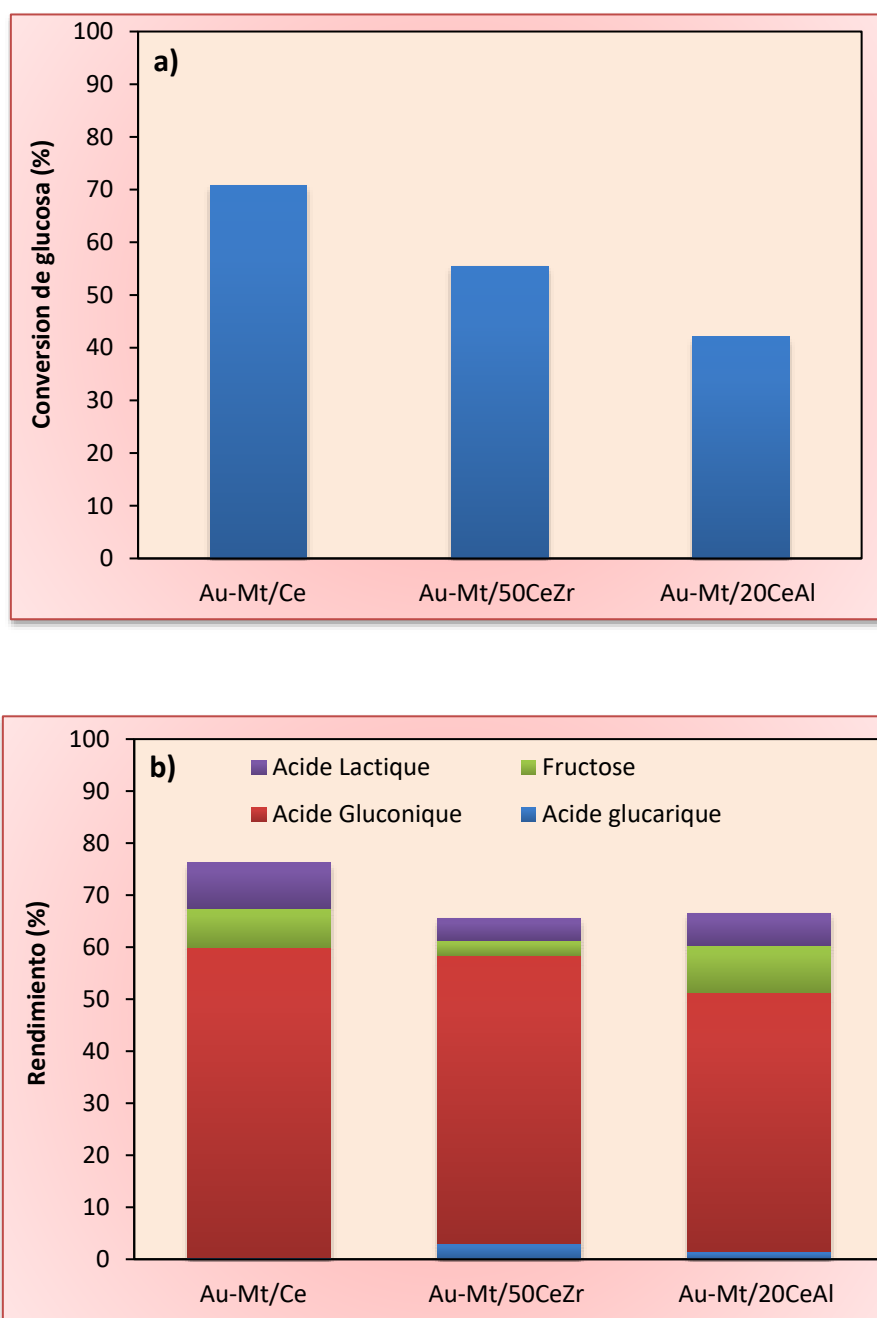 a)
Conversion de glucosa (%)
100
90
80
70
60
50
40
30
20
10
0
Au-Mt/Ce Au-Mt/50CeZr Au-Mt/20CeAl
b)
Acide Lactique Fructose
Acide Gluconique Acide glucarique
Rendimiento (%)
100
90
80
70
60
50
40
30
20
10
0
Au-Mt/Ce Au-Mt/50CeZr Au-Mt/20CeAl